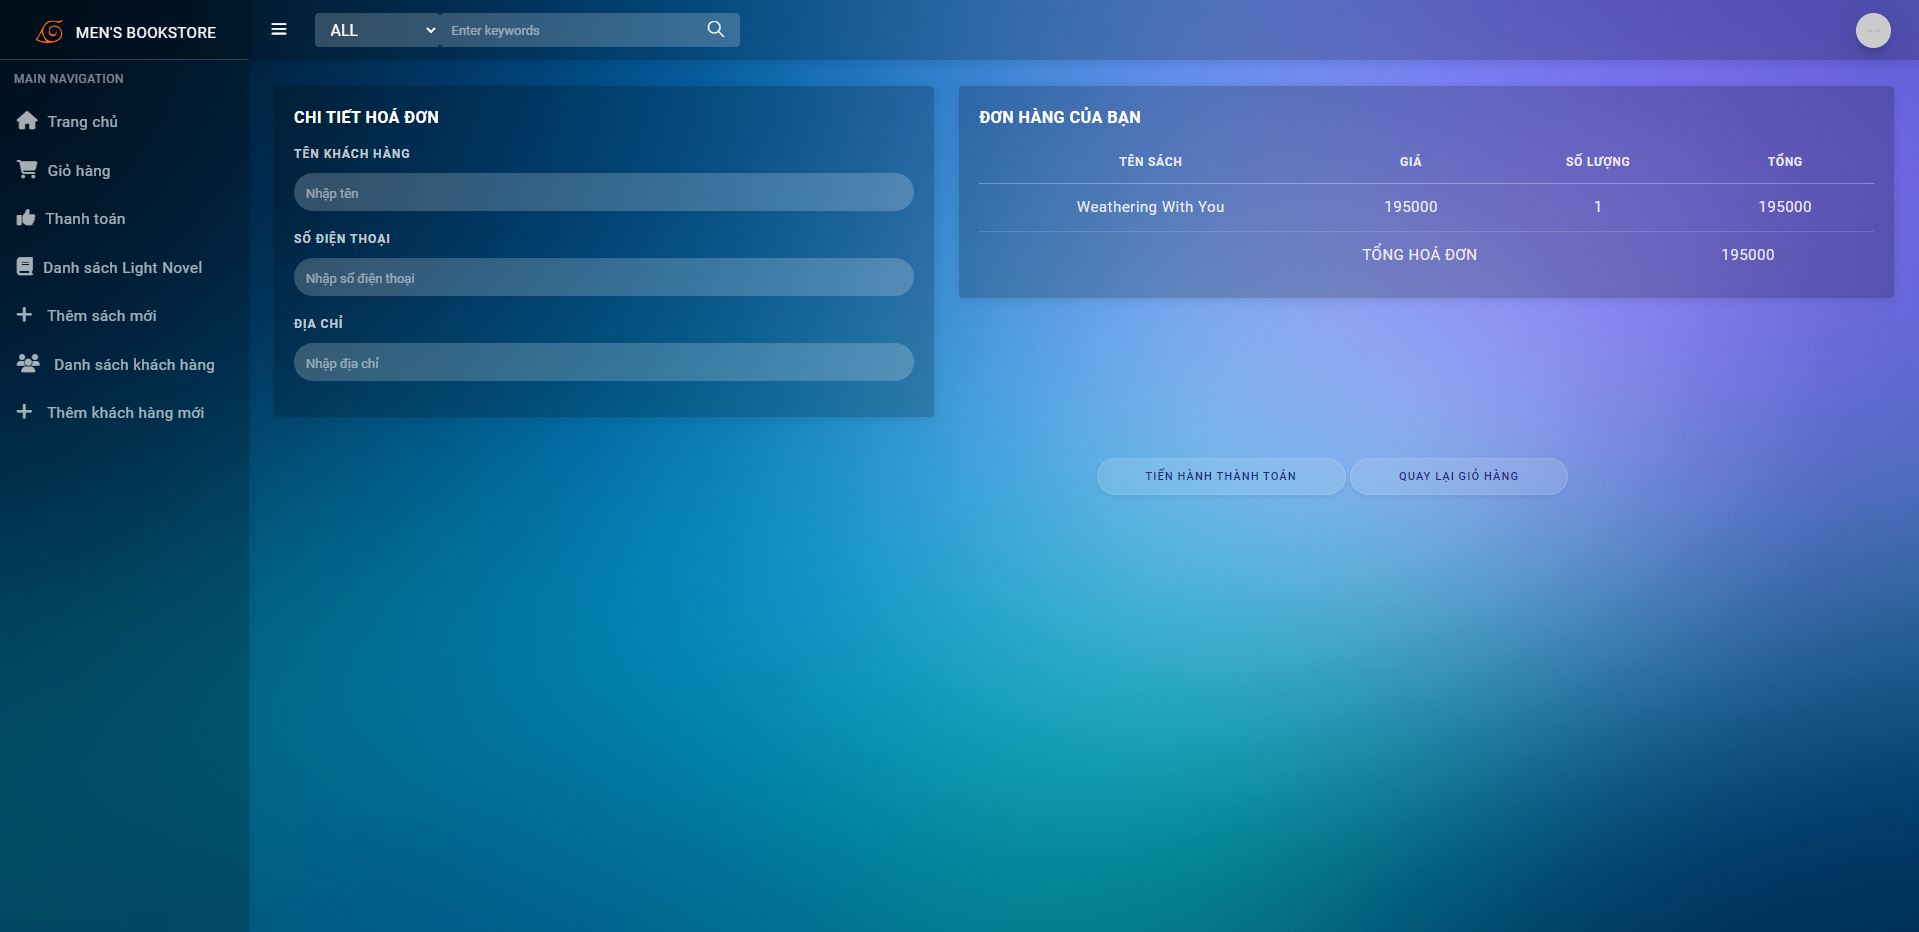 MEN'S BOOKSTORE
ALL
Enter keywords
MAIN NAVIGATION
Trang chủ
Giỏ hàng
Thanh toán
Danh sách Light Novel
Thêm sách mới
Danh sách khách hàng
Thêm khách hàng mới
CHI TIẾT HOÁ ĐƠN
TÊN KHÁCH HÀNG
Nhập tên
SỐ ĐIỆN THOẠI
Nhập số điện thoại
ĐỊA CHỈ
Nhập địa chỉ
ĐƠN HÀNG CỦA BẠN
TÊN SÁCH GIÁ SỐ LƯỢNG TỔNG
Weathering With You 195000 1 195000
TỔNG HOÁ ĐƠN 195000
TIẾN HÀNH THÀNH TOÁN
QUAY LẠI GIỎ HÀNG